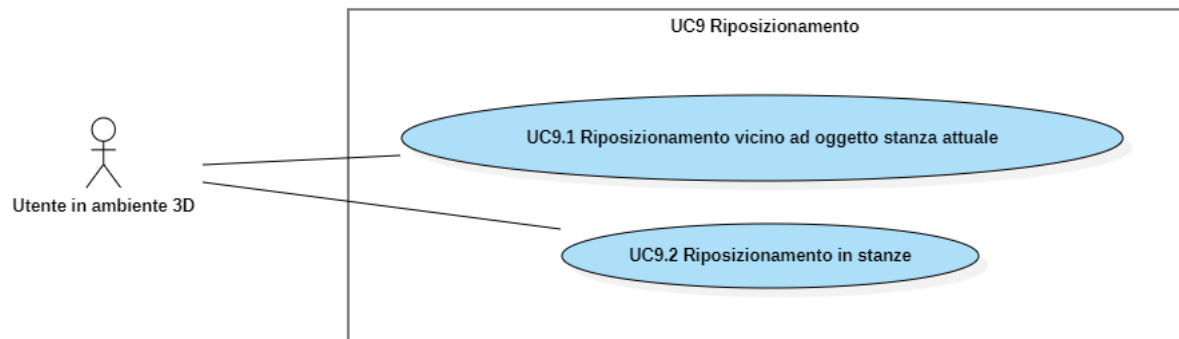 UC9 Riposizionamento
UC9.1 Riposizionamento vicino ad oggetto stanza attuale
Utente in ambiente 3D
UC9.2 Riposizionamento in stanze